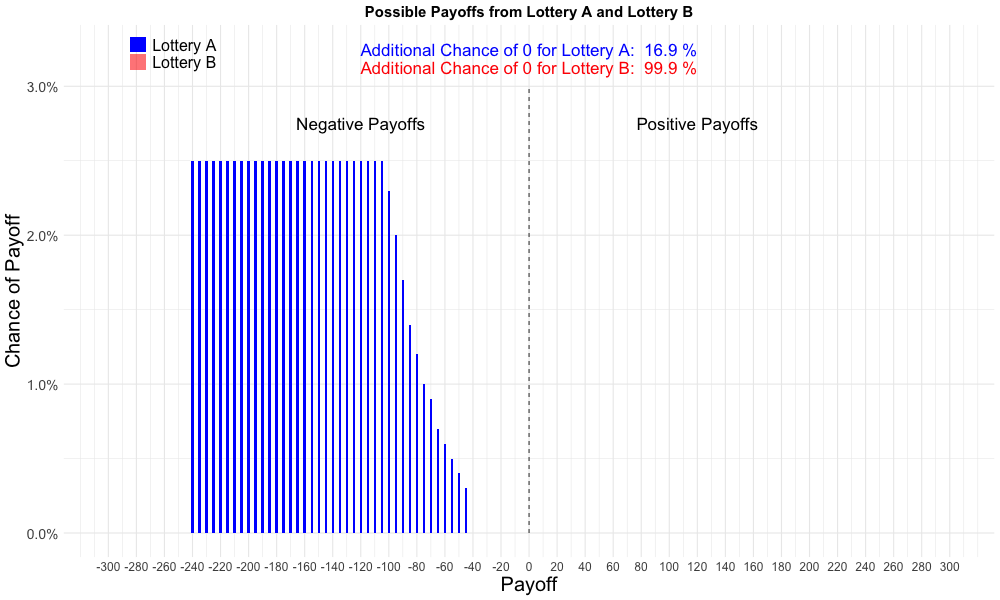 Possible Payoffs from Lottery A and Lottery B
Lottery A
Lottery B
Additional Chance of 0 for Lottery A:  16.9 %
Additional Chance of 0 for Lottery B:  99.9 %
Negative Payoffs
Positive Payoffs
Chance of Payoff
3.0%
2.0%
1.0%
0.0%
-300 -280 -260 -240 -220 -200 -180 -160 -140 -120 -100 -80 -60 -40 -20 0 20 40 60 80 100 120 140 160 180 200 220 240 260 280 300
Payoff